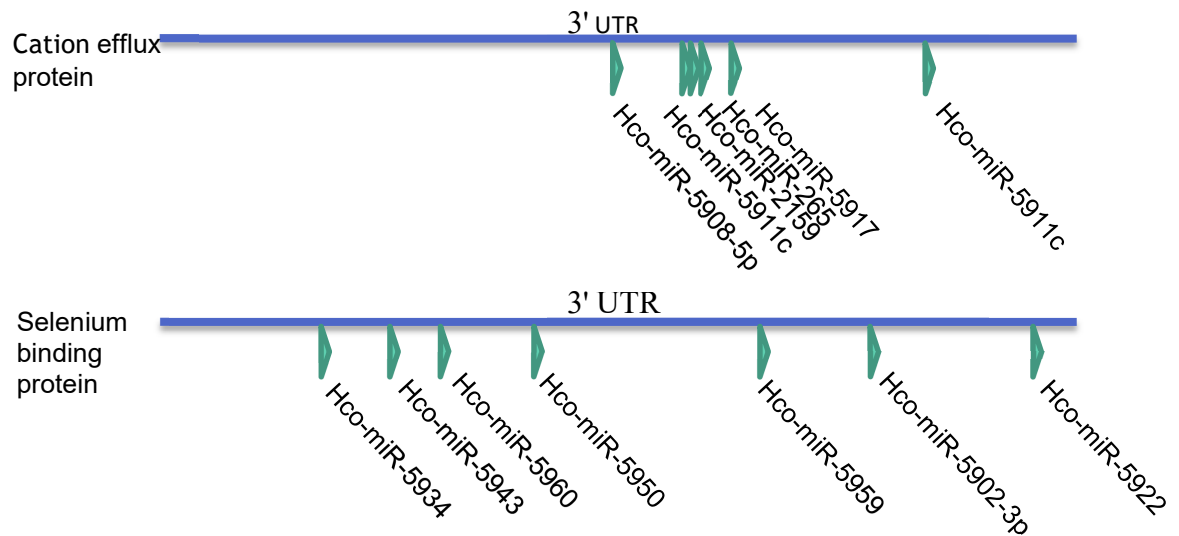 3' UTR
Cation efflux
protein
Hco-miR-5908-5p
Hco-miR-5911c
Hco-miR-2159
Hco-miR-265
Hco-miR-5917
Hco-miR-5911c
3' UTR
Selenium
binding
protein
Hco-miR-5934
Hco-miR-5943
Hco-miR-5960
Hco-miR-5950
Hco-miR-5959
Hco-miR-5902-3p
Hco-miR-5922